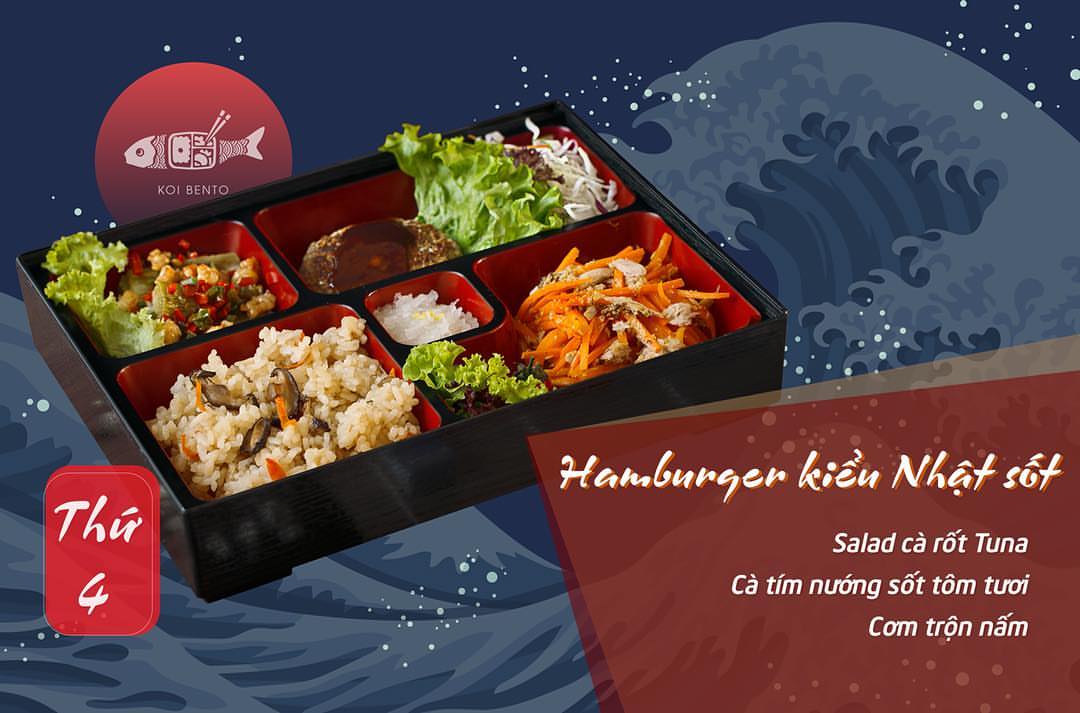 KOI BENTO
Hamburger kiểu Nhật sốt
Salad cà rốt Tuna
Cà tím nướng sốt tôm tươi
Cơm trộn nấm
Thứ
4